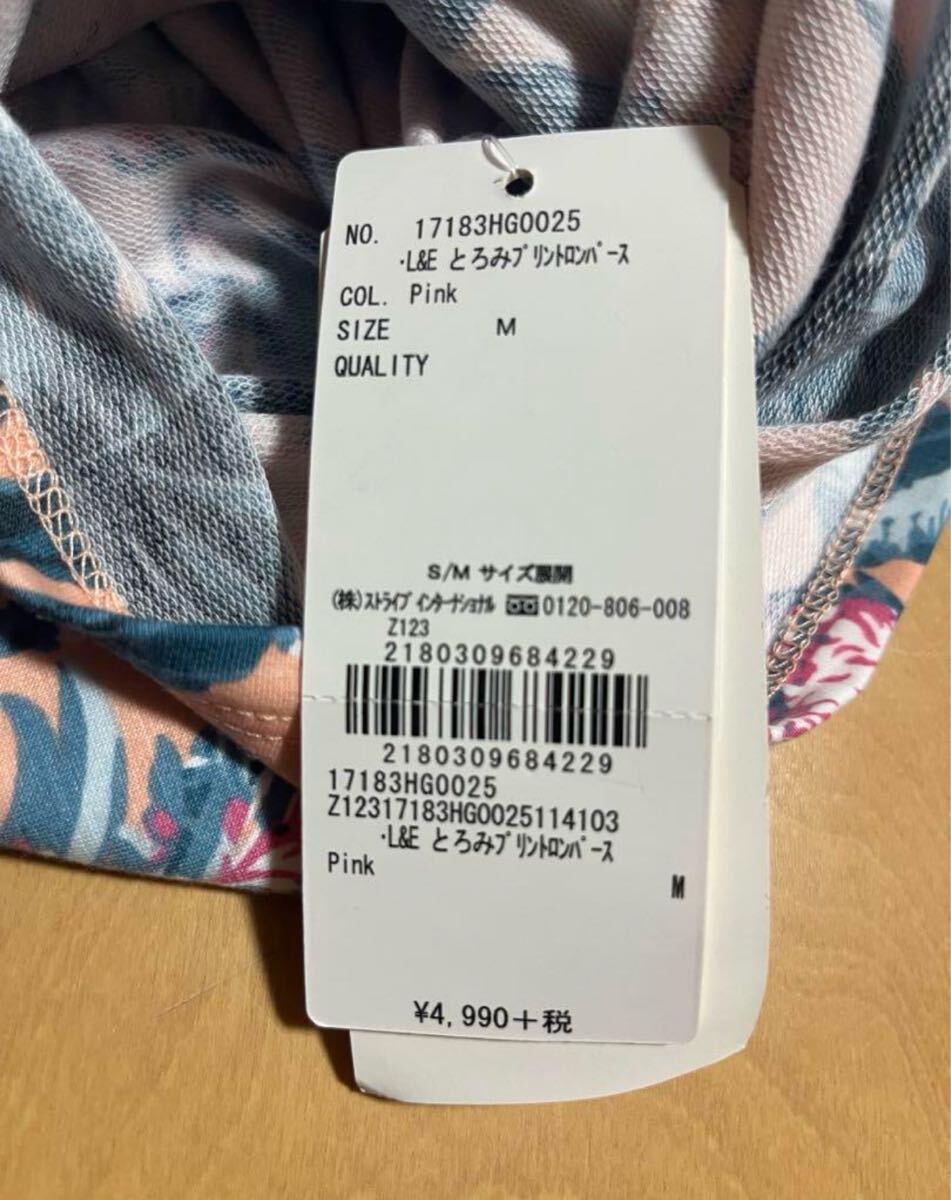 NO. 17183HG0025
・L&E とろみプリントロンパース
COL. Pink
SIZE M
QUALITY
S/M サイズ展開
(株)ストライプインターナショナル 0120-806-008
Z123
2180309684229
2180309684229
17183HG0025
Z12317183HG0025114103
・L&E とろみプリントロンパース
Pink
M
¥4,990+税